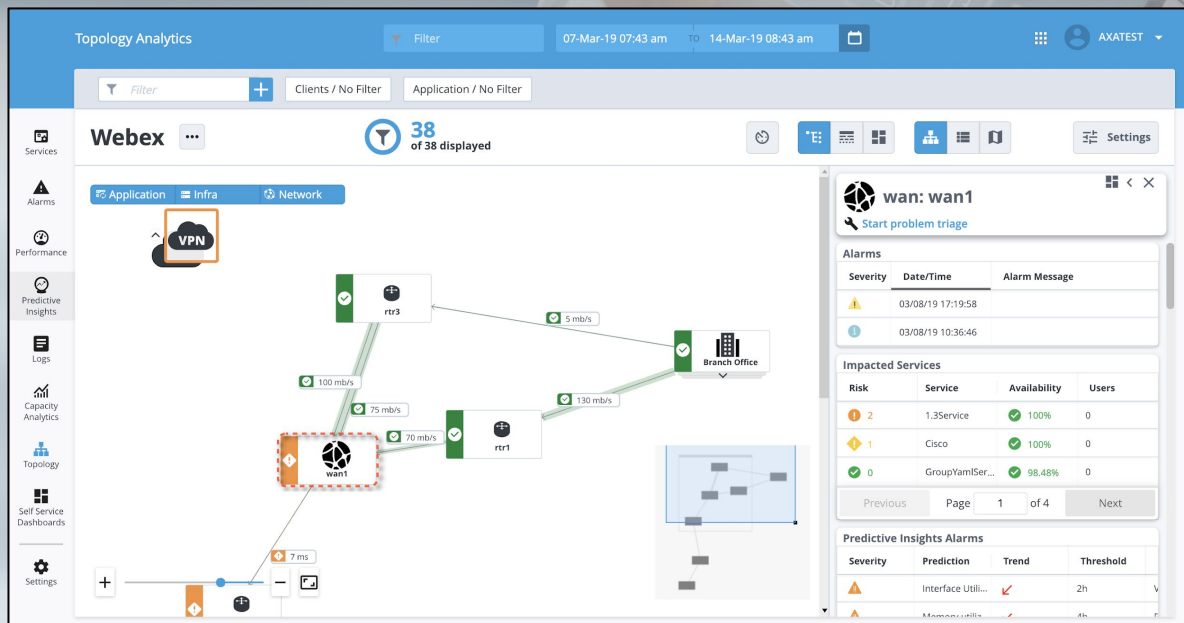 Topology Analytics
Filter
07-Mar-19 07:43 am TO 14-Mar-19 08:43 am
AXATEST
Filter
Clients / No Filter
Application / No Filter
Services
Alarms
Performance
Predictive
Insights
Logs
Capacity
Analytics
Topology
Self Service
Dashboards
Settings
Webex
38
of 38 displayed
Settings
Application
Infra
Network
VPN
rtr3
5 mb/s
Branch Office
100 mb/s
75 mb/s
130 mb/s
70 mb/s
rtr1
wan1
7 ms
wan: wan1
Start problem triage
Alarms
Severity Date/Time Alarm Message
03/08/19 17:19:58
03/08/19 10:36:46
Impacted Services
Risk Service Availability Users
2 1.3Service 100% 0
1 Cisco 100% 0
0 GroupYamlSer... 98.48% 0
Previous Page 1 of 4 Next
Predictive Insights Alarms
Severity Prediction Trend Threshold
Interface Utili... 2h